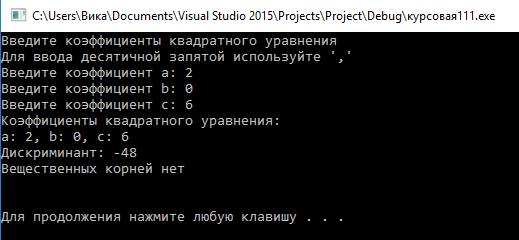 C:\Users\Вика\Documents\Visual Studio 2015\Projects\Project\Debug\курсовая111.exe
Введите коэффициенты квадратного уравнения
Для ввода десятичной запятой используйте ','
Введите коэффициент a: 2
Введите коэффициент b: 0
Введите коэффициент c: 6
Коэффициенты квадратного уравнения:
a: 2, b: 0, c: 6
Дискриминант: -48
Вещественных корней нет
Для продолжения нажмите любую клавишу . . .